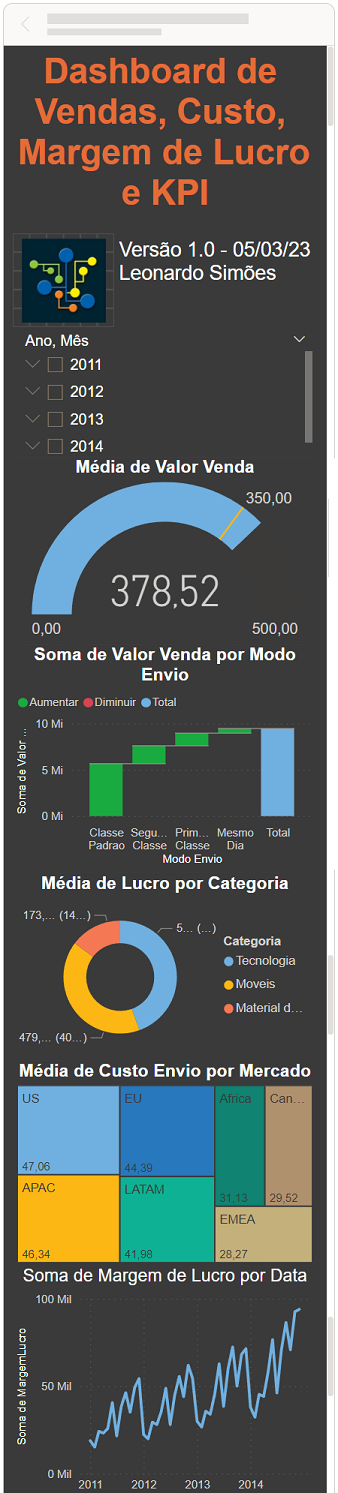 Dashboard de
Vendas, Custo,
Margem de Lucro
e KPI
Versão 1.0 - 05/03/23
Leonardo Simões
Ano, Mês
2011
2012
2013
2014
Média de Valor Venda
350,00
378,52
0,00
500,00
Soma de Valor Venda por Modo
Envio
Aumentar Diminuir Total
Soma de Valor ...
10 Mi
5 Mi
0 Mi
Classe Padrao
Segu... Classe
Prim... Classe
Mesmo Dia
Total
Modo Envio
Média de Lucro por Categoria
173,... (14...)
5... (...)
479,... (40...)
Categoria
Tecnologia
Moveis
Material d...
Média de Custo Envio por Mercado
US
47,06
EU
44,39
Africa
31,13
Can...
29,52
APAC
46,34
LATAM
41,98
EMEA
28,27
Soma de Margem de Lucro por Data
Soma de MargemLucro
100 Mil
50 Mil
0 Mil
2011 2012 2013 2014